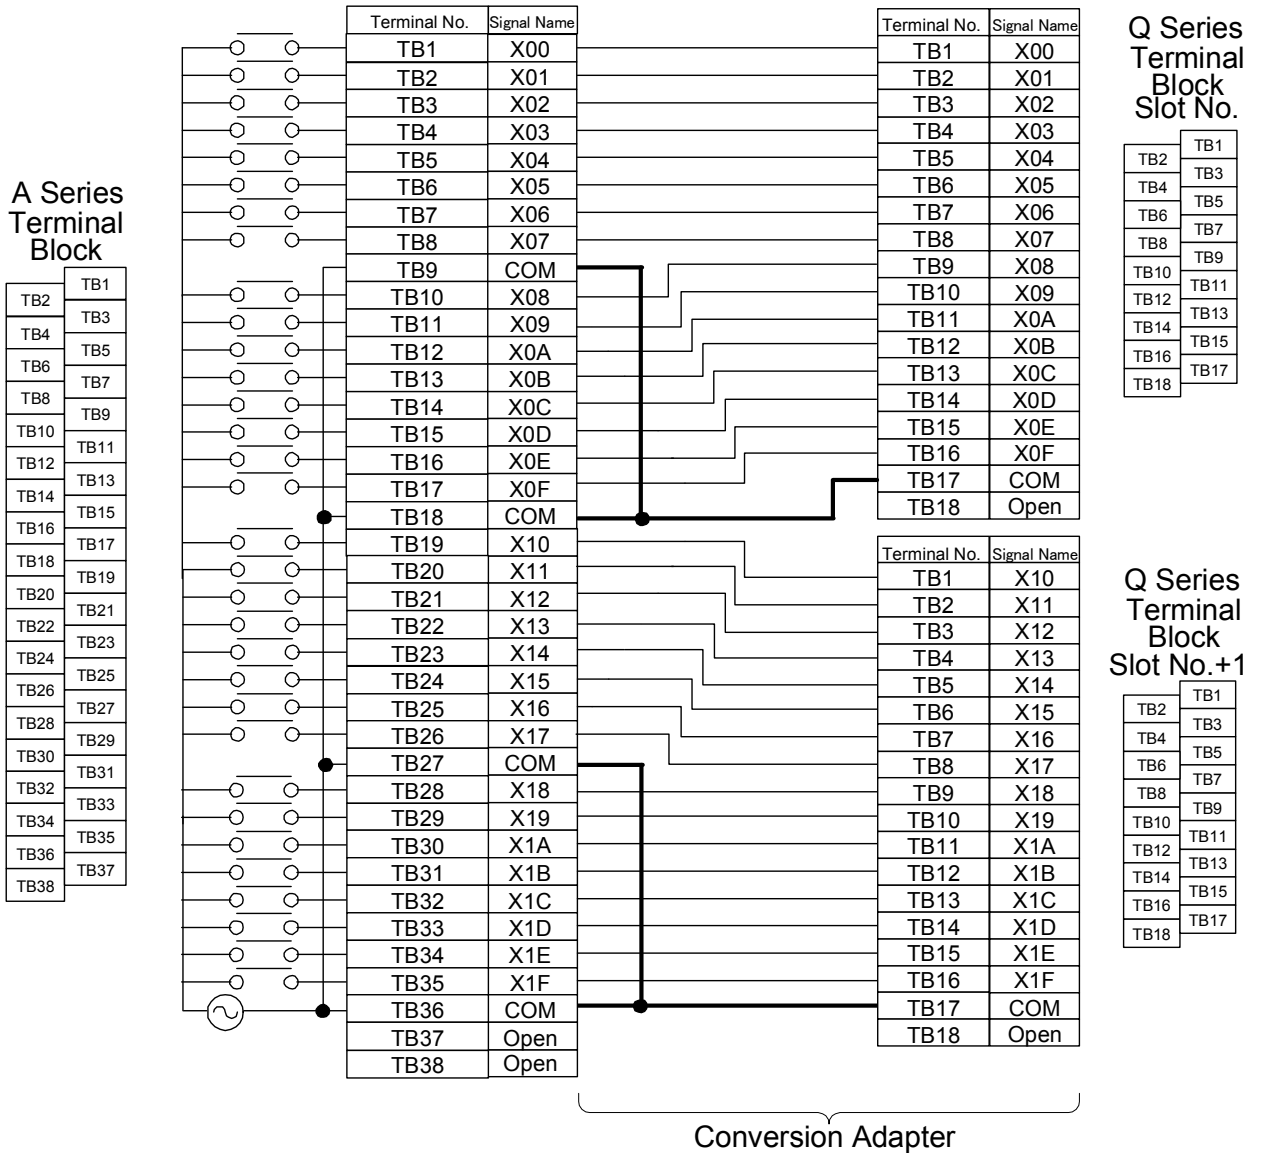 A Series
Terminal
Block
TB1
TB2
TB3
TB4
TB5
TB6
TB7
TB8
TB9
TB10
TB11
TB12
TB13
TB14
TB15
TB16
TB17
TB18
TB19
TB20
TB21
TB22
TB23
TB24
TB25
TB26
TB27
TB28
TB29
TB30
TB31
TB32
TB33
TB34
TB35
TB36
TB37
TB38
Terminal No. Signal Name
TB1 X00
TB2 X01
TB3 X02
TB4 X03
TB5 X04
TB6 X05
TB7 X06
TB8 X07
TB9 COM
TB10 X08
TB11 X09
TB12 X0A
TB13 X0B
TB14 X0C
TB15 X0D
TB16 X0E
TB17 X0F
TB18 COM
TB19 X10
TB20 X11
TB21 X12
TB22 X13
TB23 X14
TB24 X15
TB25 X16
TB26 X17
TB27 COM
TB28 X18
TB29 X19
TB30 X1A
TB31 X1B
TB32 X1C
TB33 X1D
TB34 X1E
TB35 X1F
TB36 COM
TB37 Open
TB38 Open
Terminal No. Signal Name
TB1 X00
TB2 X01
TB3 X02
TB4 X03
TB5 X04
TB6 X05
TB7 X06
TB8 X07
TB9 X08
TB10 X09
TB11 X0A
TB12 X0B
TB13 X0C
TB14 X0D
TB15 X0E
TB16 X0F
TB17 COM
TB18 Open
Terminal No. Signal Name
TB1 X10
TB2 X11
TB3 X12
TB4 X13
TB5 X14
TB6 X15
TB7 X16
TB8 X17
TB9 X18
TB10 X19
TB11 X1A
TB12 X1B
TB13 X1C
TB14 X1D
TB15 X1E
TB16 X1F
TB17 COM
TB18 Open
Q Series
Terminal
Block
Slot No.
TB1
TB2
TB3
TB4
TB5
TB6
TB7
TB8
TB9
TB10
TB11
TB12
TB13
TB14
TB15
TB16
TB17
TB18
Q Series
Terminal
Block
Slot No.+1
TB1
TB2
TB3
TB4
TB5
TB6
TB7
TB8
TB9
TB10
TB11
TB12
TB13
TB14
TB15
TB16
TB17
TB18
Conversion Adapter